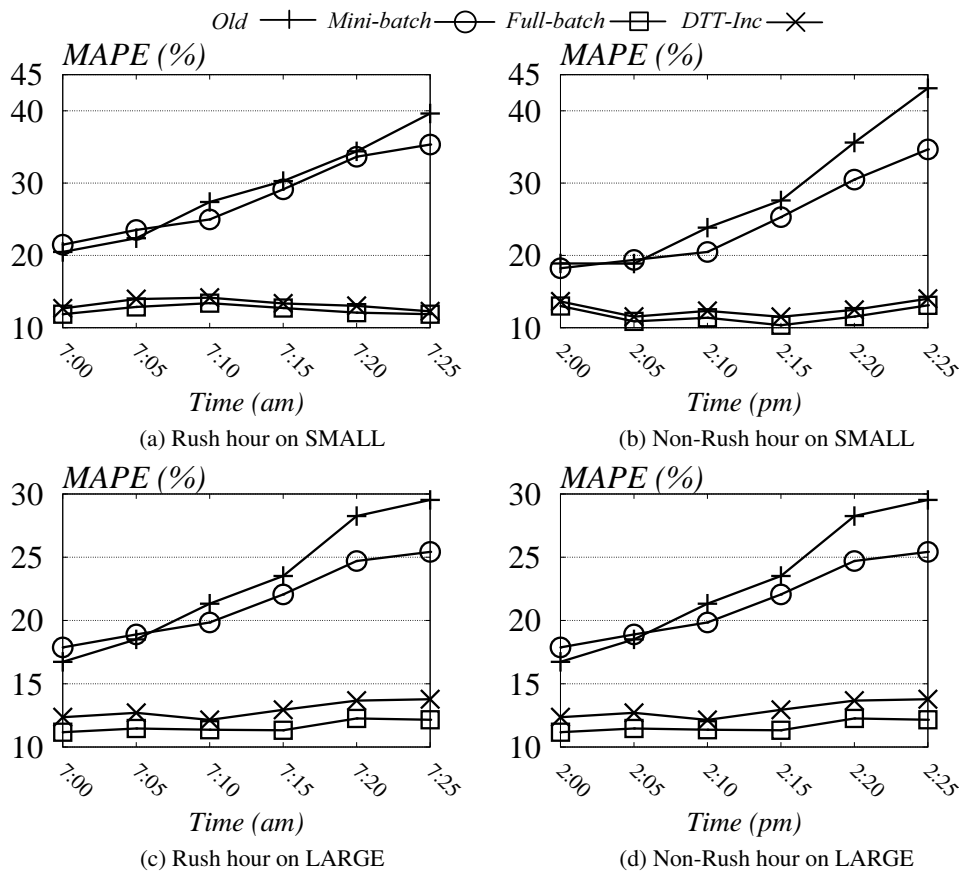 Old Mini-batch Full-batch DTT-Inc
MAPE (%)
45
40
30
20
10
7:00 7:05 7:10 7:15 7:20 7:25
Time (am)
(a) Rush hour on SMALL
MAPE (%)
45
40
30
20
10
2:00 2:05 2:10 2:15 2:20 2:25
Time (pm)
(b) Non-Rush hour on SMALL
MAPE (%)
30
25
20
15
10
7:00 7:05 7:10 7:15 7:20 7:25
Time (am)
(c) Rush hour on LARGE
MAPE (%)
30
25
20
15
10
2:00 2:05 2:10 2:15 2:20 2:25
Time (pm)
(d) Non-Rush hour on LARGE